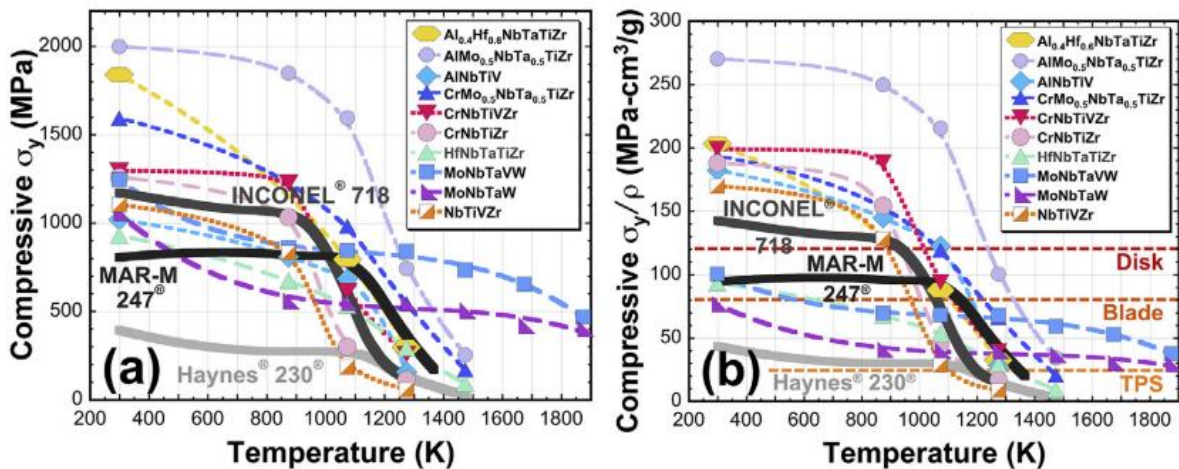 Compressive σy (MPa)
2000
1500
1000
500
0
200 400 600 800 1000 1200 1400 1600 1800
Temperature (K)
(a)
Al0.4Hf0.6NbTaTiZr
AlMo0.5NbTa0.5TiZr
AlNbTiV
CrMo0.5NbTa0.5TiZr
CrNbTiVZr
CrNbTiZr
HfNbTaTiZr
MoNbTaVW
MoNbTaW
NbTiVZr
INCONEL® 718
MAR-M
247®
Haynes® 230®
Compressive σy/ρ (MPa-cm³/g)
300
250
200
150
100
50
0
200 400 600 800 1000 1200 1400 1600 1800
Temperature (K)
(b)
Al0.4Hf0.6NbTaTiZr
AlMo0.5NbTa0.5TiZr
AlNbTiV
CrMo0.5NbTa0.5TiZr
CrNbTiVZr
CrNbTiZr
HfNbTaTiZr
MoNbTaVW
MoNbTaW
NbTiVZr
INCONEL®
718
MAR-M
247®
Disk
Blade
Haynes® 230®
TPS